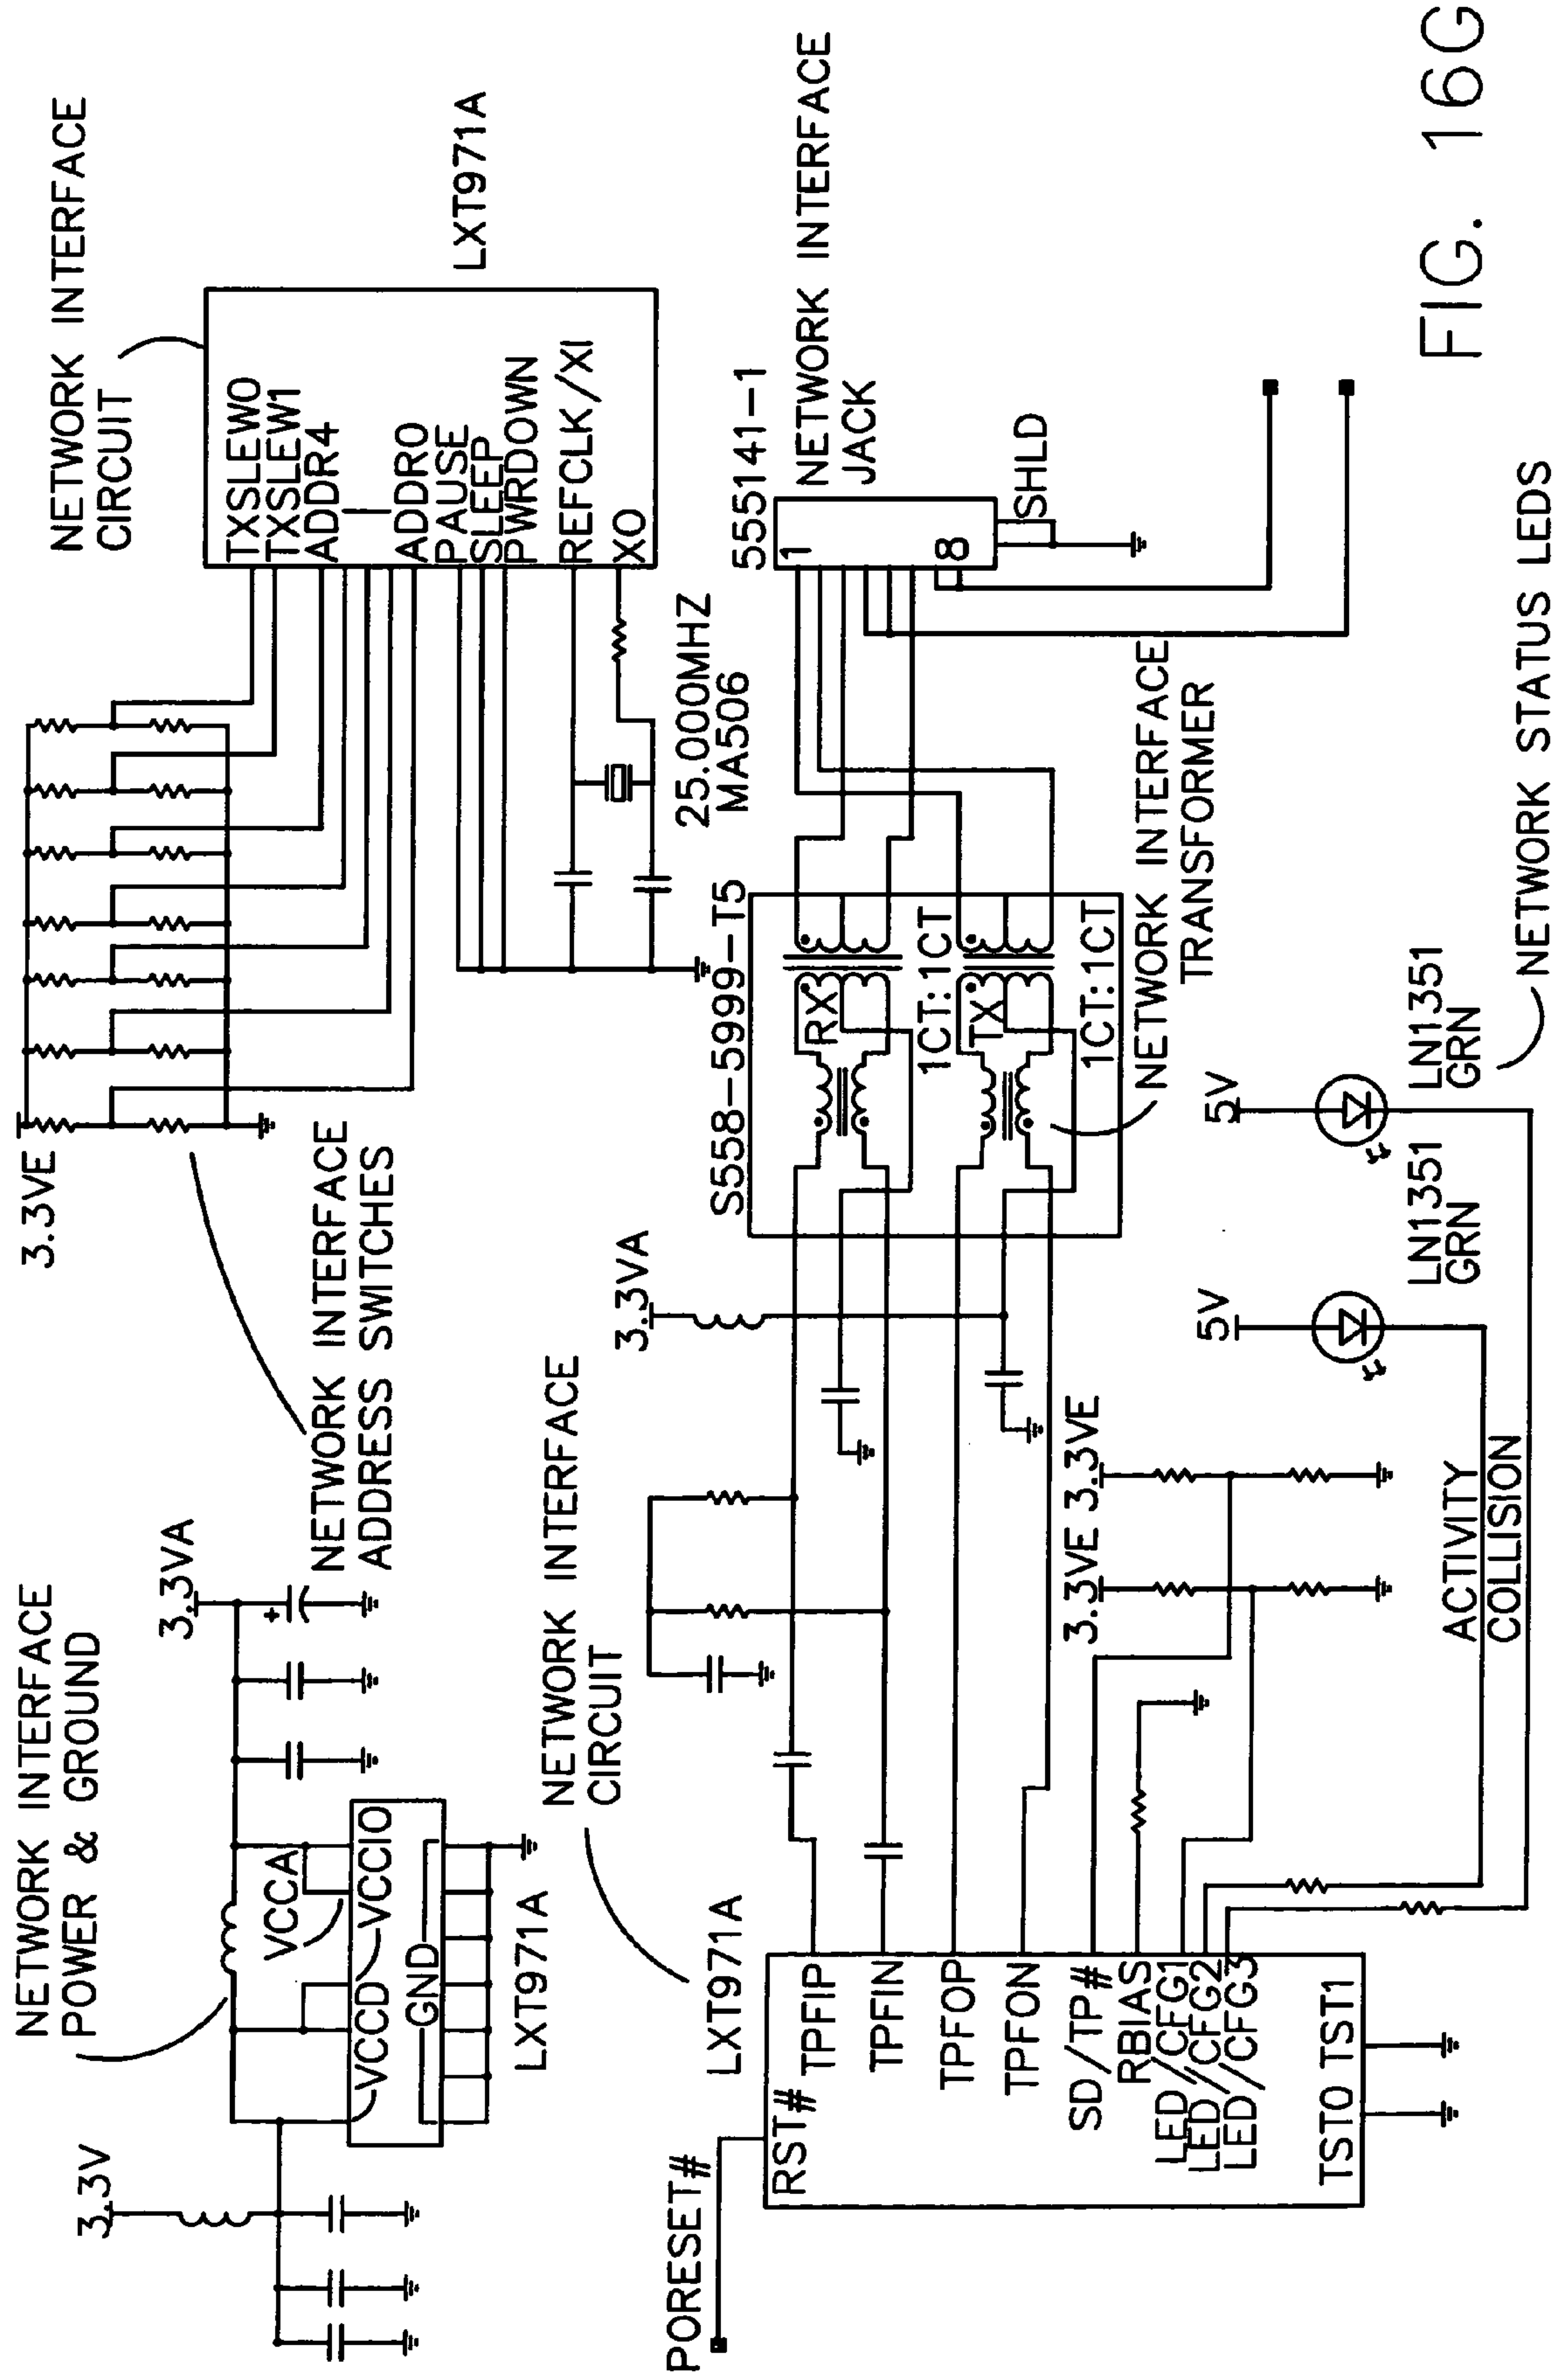 NETWORK INTERFACE
POWER & GROUND
3.3V
3.3VA
VCCA
VCCD
VCCIO
GND
LXT971A
3.3VE
NETWORK INTERFACE
ADDRESS SWITCHES
NETWORK INTERFACE
CIRCUIT
TXSLEW0
TXSLEW1
ADDR4
ADDR0
PAUSE
SLEEP
PWRDOWN
REFCLK/XI
XO
LXT971A
25.000MHZ
MA506
NETWORK INTERFACE
CIRCUIT
LXT971A
PORESET#
RST#
TPFIP
TPFIN
TPFOP
TPFON
SD/TP#
RBIAS
LED/CFG1
LED/CFG2
LED/CFG3
TST0 TST1
3.3VA
3.3VE 3.3VE
S558-5999-T5
RX
1CT:1CT
TX
1CT:1CT
NETWORK INTERFACE
TRANSFORMER
555141-1
NETWORK INTERFACE
JACK
1
8
SHLD
5V
5V
LN1351
GRN
LN1351
GRN
ACTIVITY
COLLISION
NETWORK STATUS LEDS
FIG. 16G